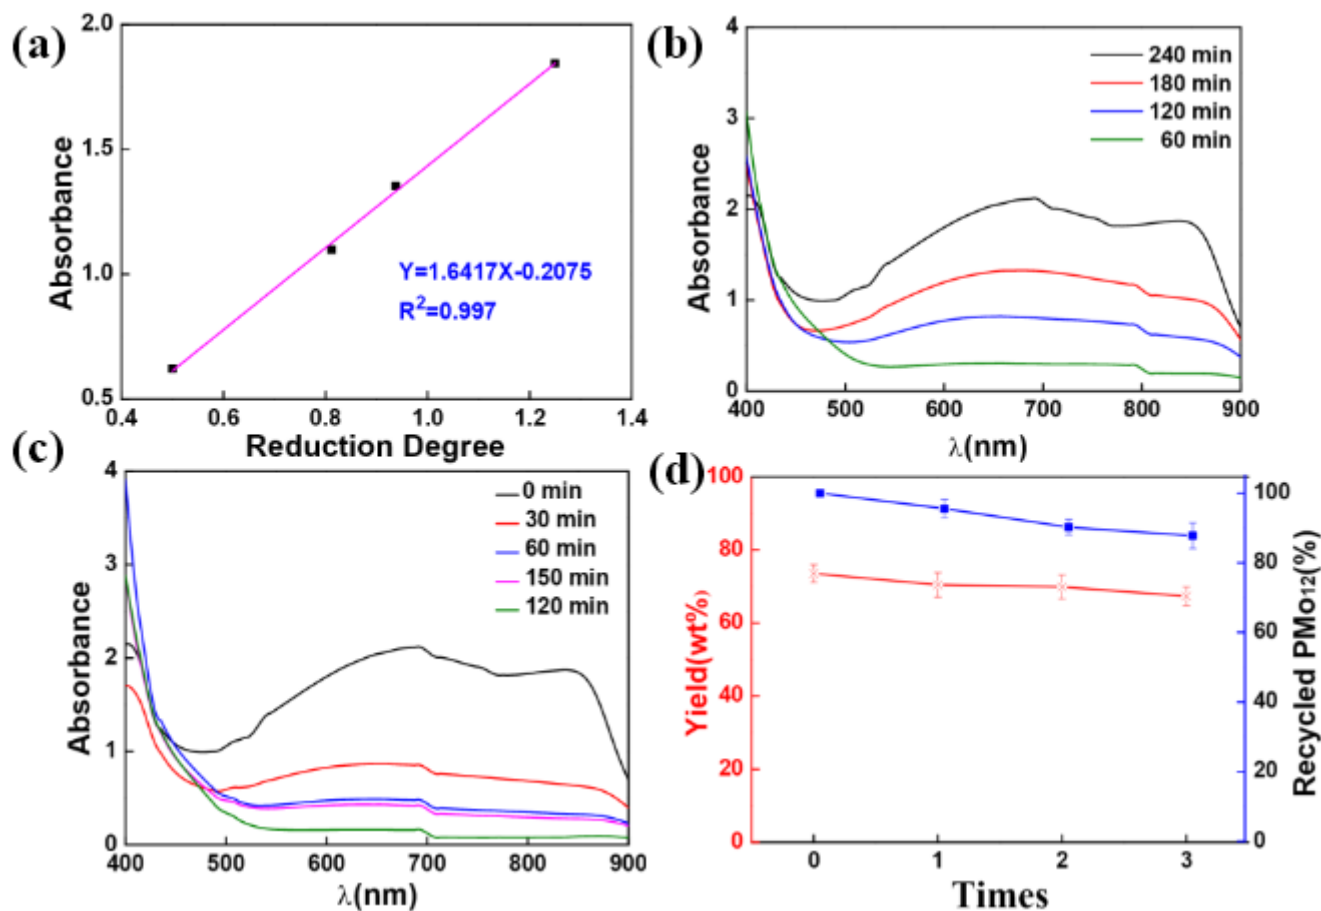 (a)
2.0
1.5
1.0
0.5
Absorbance
Y=1.6417X-0.2075
R²=0.997
0.4 0.6 0.8 1.0 1.2 1.4
Reduction Degree
(b)
4
3
2
1
0
Absorbance
240 min
180 min
120 min
60 min
400 500 600 700 800 900
λ(nm)
(c)
4
3
2
1
0
Absorbance
0 min
30 min
60 min
150 min
120 min
400 500 600 700 800 900
λ(nm)
(d)
100
80
60
40
20
0
Yield(wt%)
100
80
60
40
20
0
Recycled PMo₁₂(%)
0 1 2 3
Times